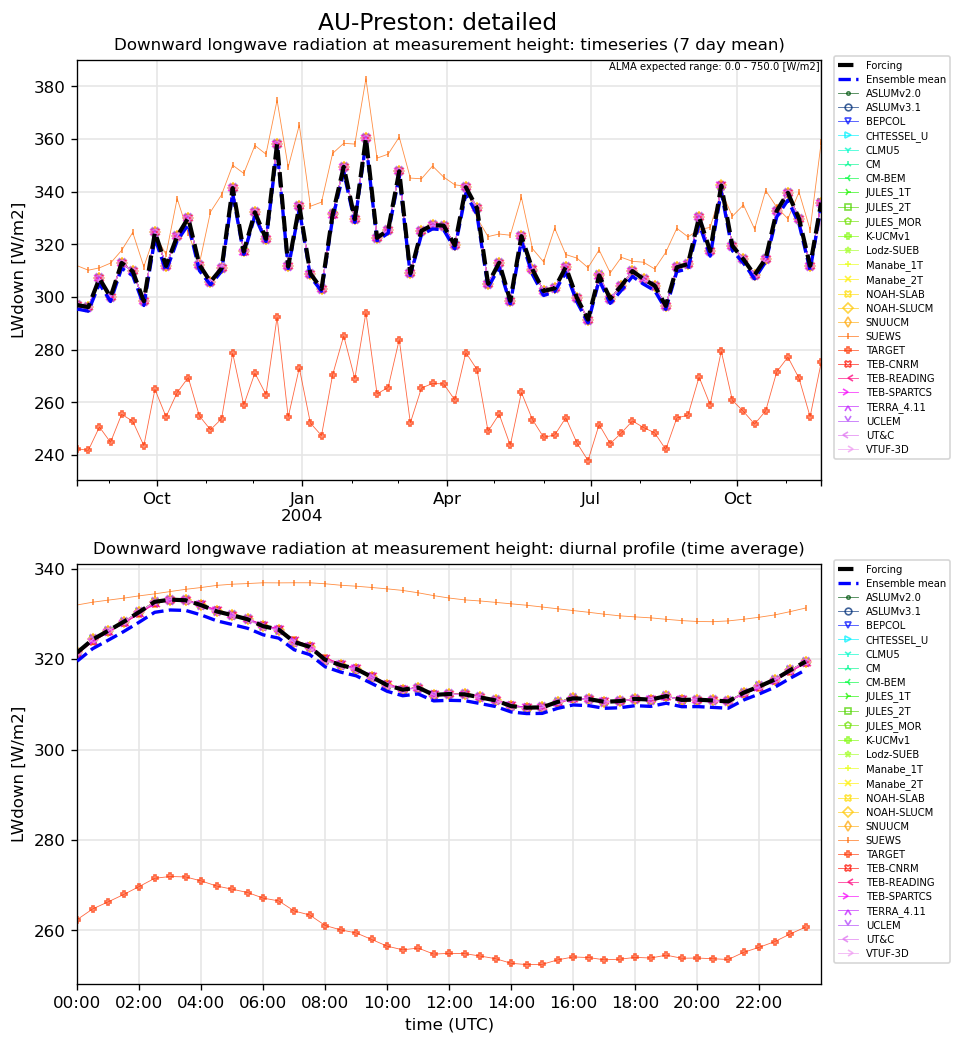 AU-Preston: detailed
Downward longwave radiation at measurement height: timeseries (7 day mean)
ALMA expected range: 0.0 - 750.0 [W/m2]
LWdown [W/m2]
380
360
340
320
300
280
260
240
Oct
Jan
2004
Apr
Jul
Oct
Forcing
Ensemble mean
ASLUMv2.0
ASLUMv3.1
BEPCOL
CHTESSEL_U
CLMU5
CM
CM-BEM
JULES_1T
JULES_2T
JULES_MOR
K-UCMv1
Lodz-SUEB
Manabe_1T
Manabe_2T
NOAH-SLAB
NOAH-SLUCM
SNUUCM
SUEWS
TARGET
TEB-CNRM
TEB-READING
TEB-SPARTCS
TERRA_4.11
UCLEM
UT&C
VTUF-3D
Downward longwave radiation at measurement height: diurnal profile (time average)
LWdown [W/m2]
340
320
300
280
260
00:00
02:00
04:00
06:00
08:00
10:00
12:00
14:00
16:00
18:00
20:00
22:00
time (UTC)
Forcing
Ensemble mean
ASLUMv2.0
ASLUMv3.1
BEPCOL
CHTESSEL_U
CLMU5
CM
CM-BEM
JULES_1T
JULES_2T
JULES_MOR
K-UCMv1
Lodz-SUEB
Manabe_1T
Manabe_2T
NOAH-SLAB
NOAH-SLUCM
SNUUCM
SUEWS
TARGET
TEB-CNRM
TEB-READING
TEB-SPARTCS
TERRA_4.11
UCLEM
UT&C
VTUF-3D